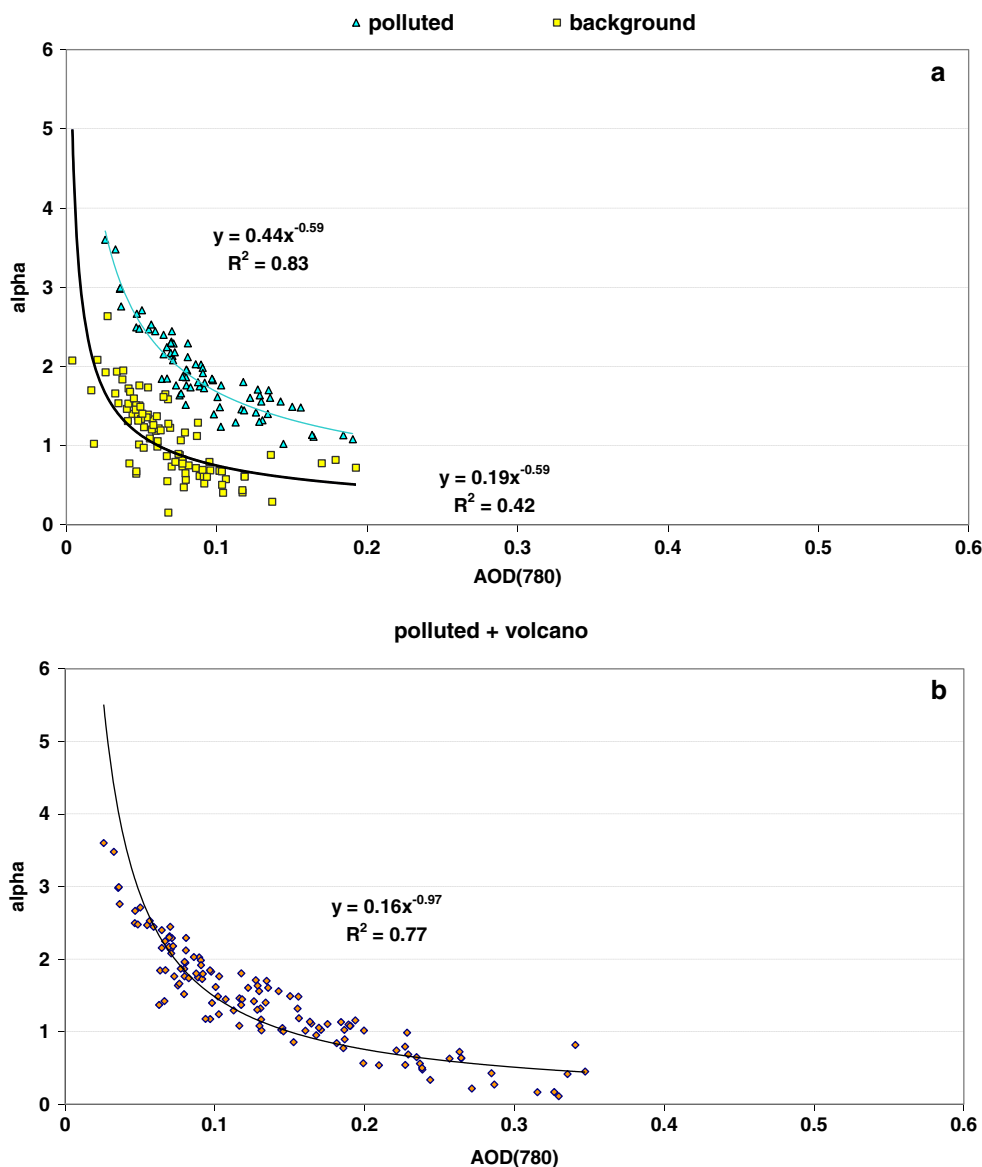 polluted background
a
6
5
4
3
2
1
0
alpha
y = 0.44x^-0.59
R^2 = 0.83
y = 0.19x^-0.59
R^2 = 0.42
0 0.1 0.2 0.3 0.4 0.5 0.6
AOD(780)
polluted + volcano
b
6
5
4
3
2
1
0
alpha
y = 0.16x^-0.97
R^2 = 0.77
0 0.1 0.2 0.3 0.4 0.5 0.6
AOD(780)